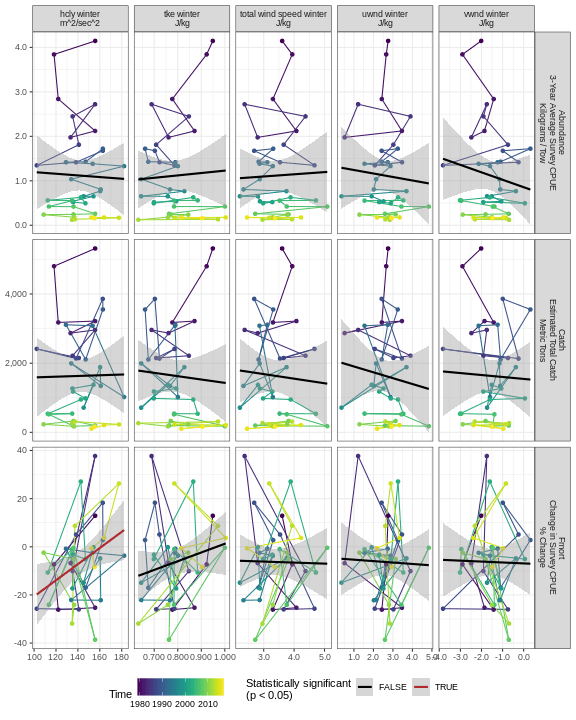 hcly winter
m^2/sec^2
tke winter
J/kg
total wind speed winter
J/kg
uwnd winter
J/kg
vwnd winter
J/kg
4.0
3.0
2.0
1.0
0.0
Abundance
3-Year Average Survey CPUE
Kilograms / Tow
4,000
2,000
0
Catch
Estimated Total Catch
Metric Tons
40
20
0
-20
-40
Fmort
Change in Survey CPUE
% Change
100 120 140 160 180
0.700 0.800 0.900 1.000
3.0 4.0 5.0
1.0 2.0 3.0 4.0 5.0
-4.0 -3.0 -2.0 -1.0 0.0
Time
1980 1990 2000 2010
Statistically significant
(p < 0.05)
FALSE
TRUE